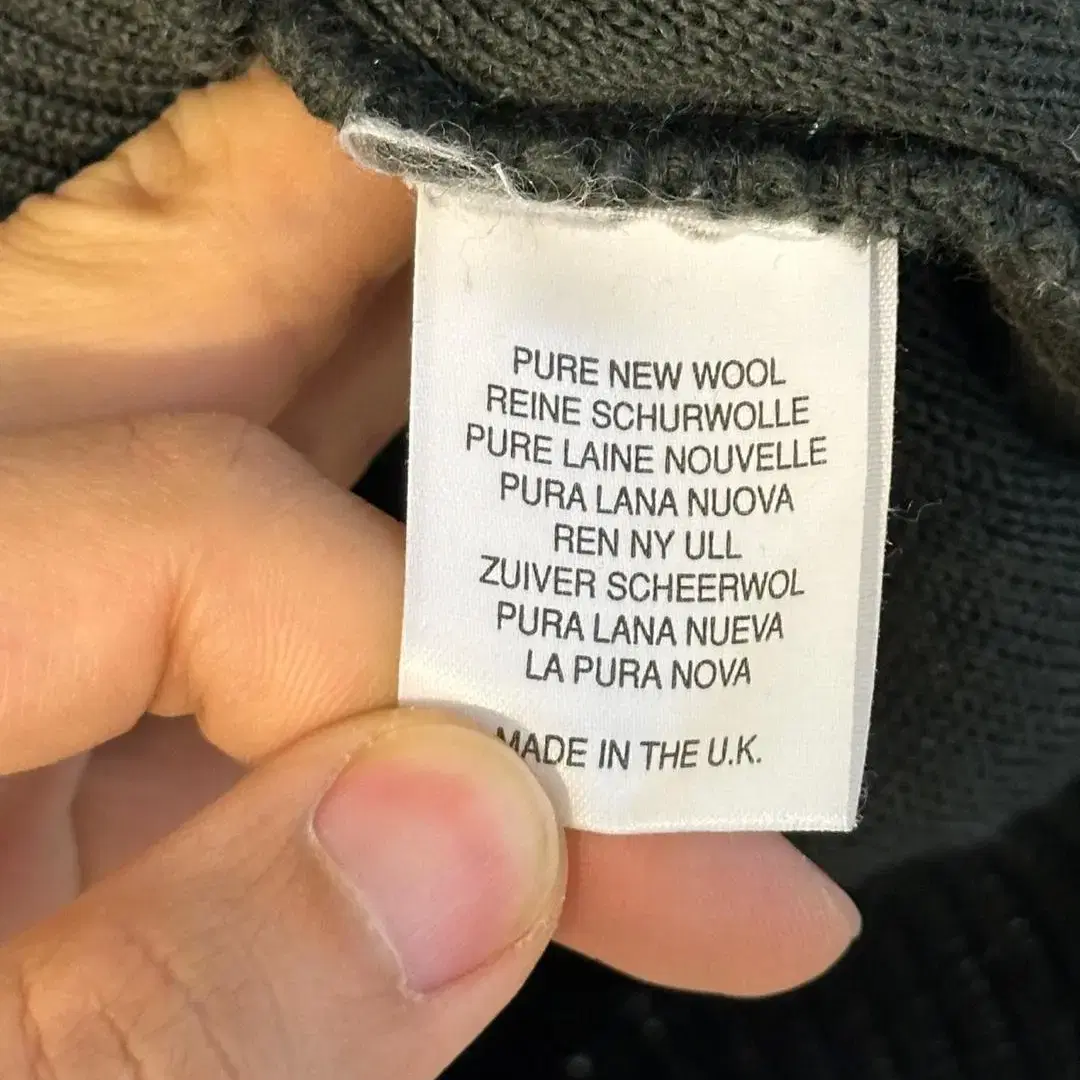 PURE NEW WOOL
REINE SCHURWOLLE
PURE LAINE NOUVELLE
PURA LANA NUOVA
REN NY ULL
ZUIVER SCHEERWOL
PURA LANA NUEVA
LA PURA NOVA
MADE IN THE U.K.